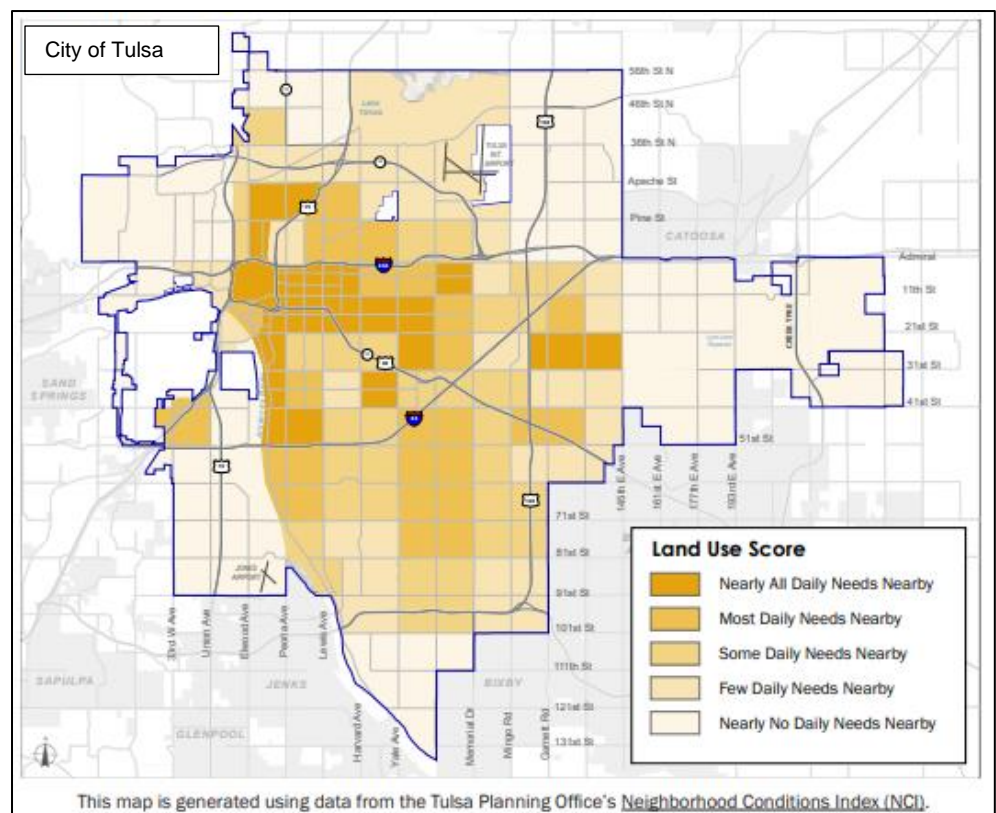 City of Tulsa
56th St N
46th St N
36th St N
Apache St
Pine St
CATOOSA
Admiral
11th St
21st St
31st St
41st St
51st St
LAKE
TULSA
INT.
AIRPORT
CREEK TPKE
SAND
SPRINGS
145th E Ave
161st E Ave
177th E Ave
193rd E Ave
71st St
81st St
91st St
101st St
111th St
121st St
131st St
JONES
AIRPORT
33rd W Ave
Union Ave
Elwood Ave
Peoria Ave
Lewis Ave
Harvard Ave
Yale Ave
Memorial Dr
Mingo Rd
Garnett Rd
SAPULPA
JENKS
BIXBY
GLENPOOL
Land Use Score
Nearly All Daily Needs Nearby
Most Daily Needs Nearby
Some Daily Needs Nearby
Few Daily Needs Nearby
Nearly No Daily Needs Nearby
This map is generated using data from the Tulsa Planning Office's Neighborhood Conditions Index (NCI).